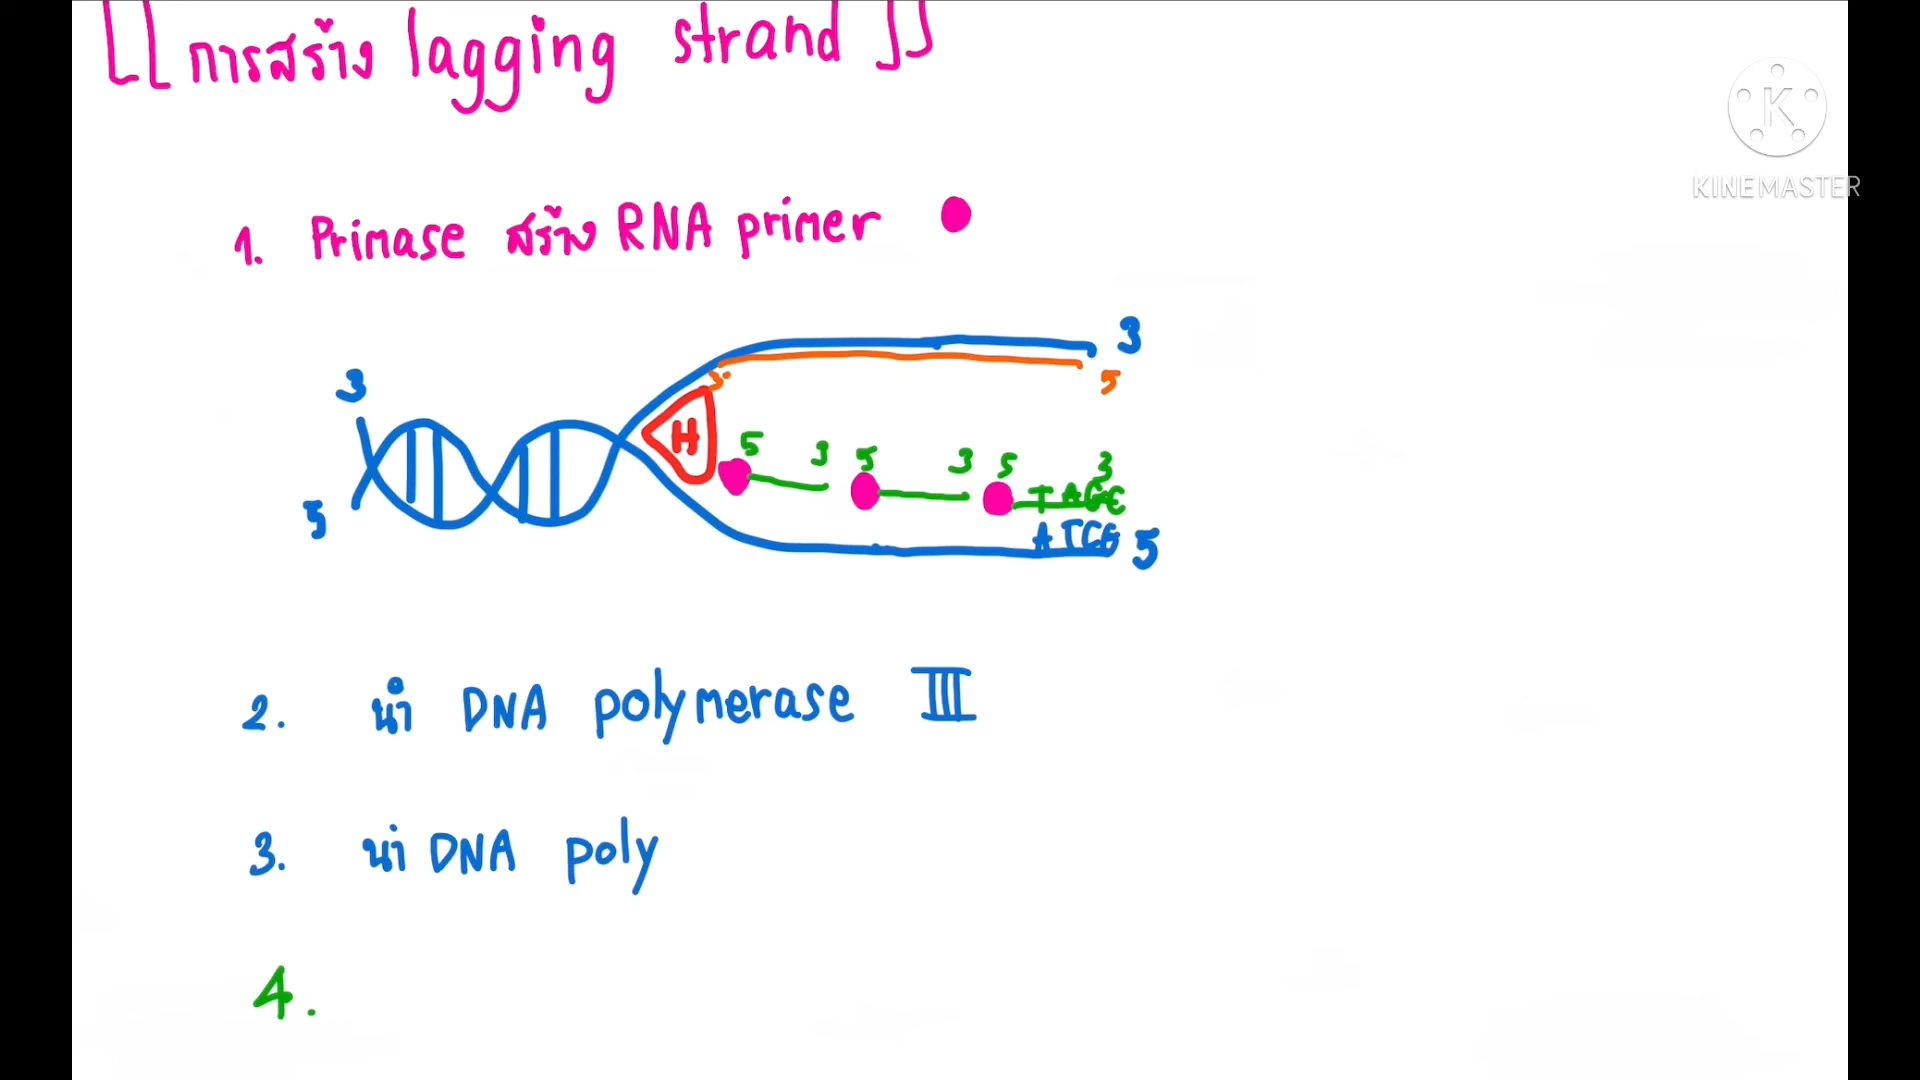 [[ การสร้าง lagging strand ]]
K
KINEMASTER
1. Primase สร้าง RNA primer
3
3
5
5
H
5 3 5 3 5 3
TAGC
ATCG 5
5
2. นำ DNA polymerase III
3. นำ DNA poly
4.